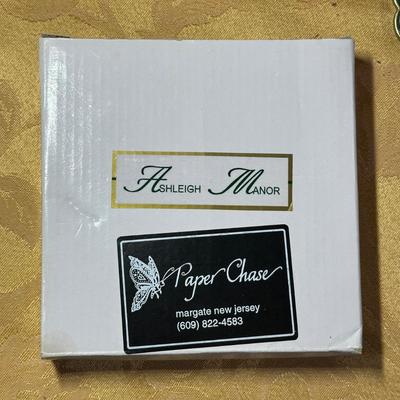 ASHLEIGH MANOR
Paper Chase
margate new jersey
(609) 822-4583